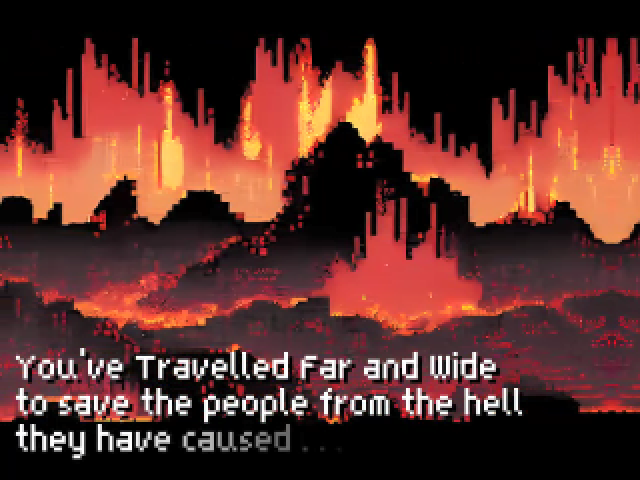 You've Travelled Far and Wide
to save the people from the hell
they have caused . . .